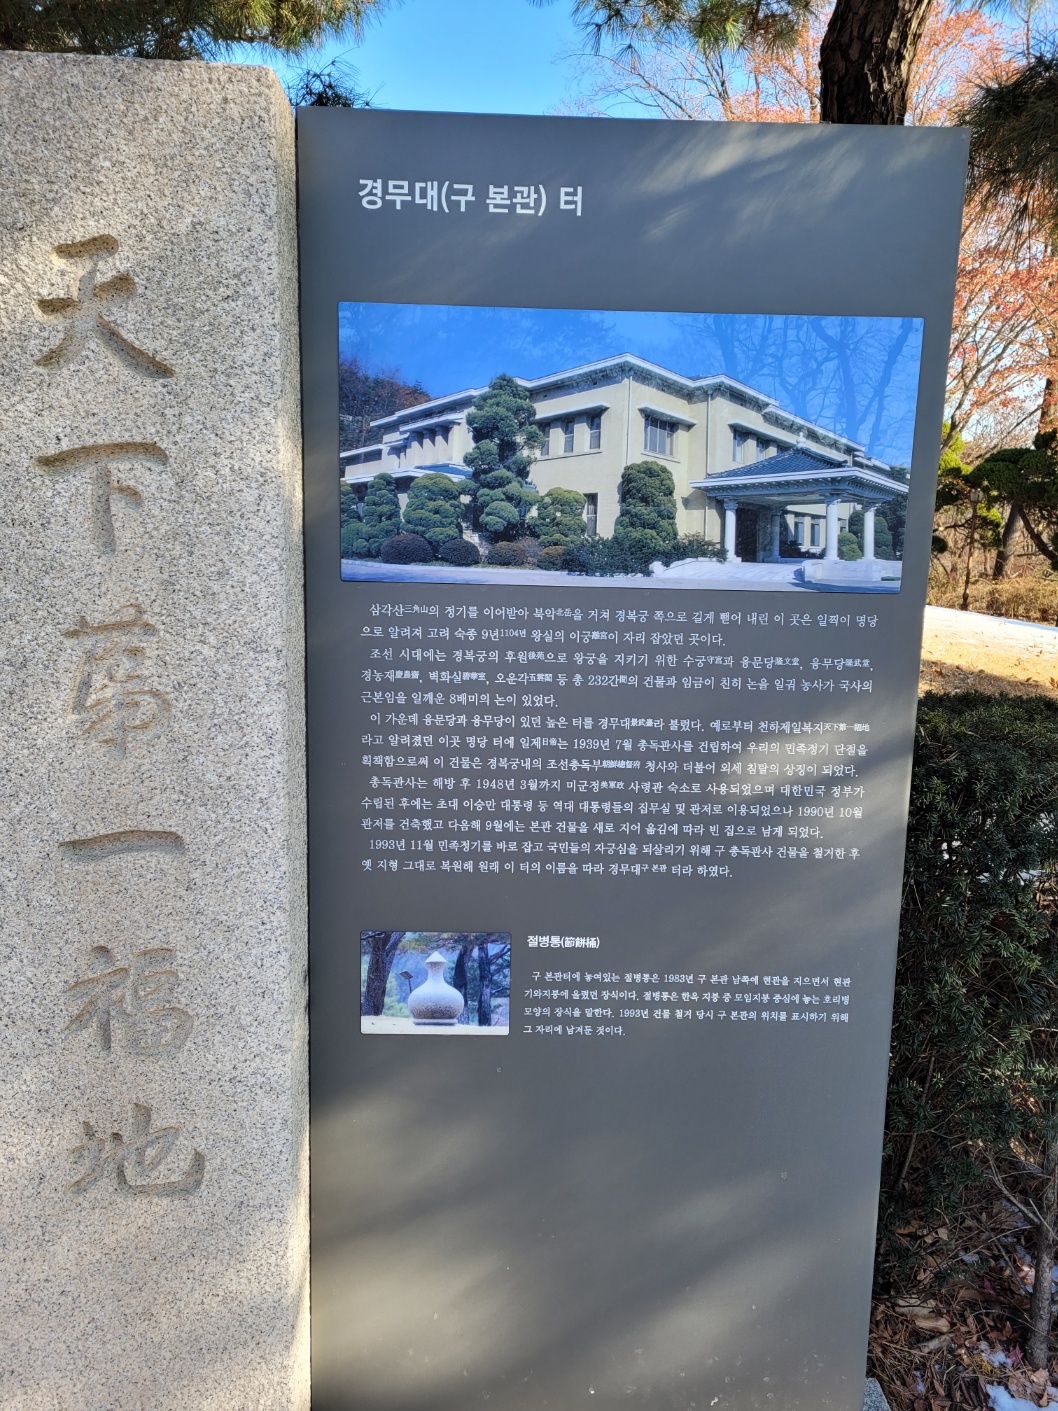 天下第一福地
경무대(구 본관) 터
삼각산三角山의 정기를 이어받아 북악北岳을 거쳐 경복궁 쪽으로 길게 뻗어 내린 이 곳은 일찍이 명당
으로 알려져 고려 숙종 9년1104년 왕실의 이궁離宮이 자리 잡았던 곳이다.
조선 시대에는 경복궁의 후원後苑으로 왕궁을 지키기 위한 수궁守宮과 융문당隆文堂, 융무당隆武堂,
경농재慶農齋, 벽화실碧華室, 오운각五雲閣 등 총 232간間의 건물과 임금이 친히 논을 일궈 농사가 국사의
근본임을 일깨운 8배미의 논이 있었다.
이 가운데 융문당과 융무당이 있던 높은 터를 경무대景武臺라 불렀다. 예로부터 천하제일복지天下第一福地
라고 알려졌던 이곳 명당 터에 일제日帝는 1939년 7월 총독관사를 건립하여 우리의 민족정기 단절을
획책함으로써 이 건물은 경복궁내의 조선총독부朝鮮總督府 청사와 더불어 외세 침탈의 상징이 되었다.
총독관사는 해방 후 1948년 3월까지 미군정美軍政 사령관 숙소로 사용되었으며 대한민국 정부가
수립된 후에는 초대 이승만 대통령 등 역대 대통령들의 집무실 및 관저로 이용되었으나 1990년 10월
관저를 건축했고 다음해 9월에는 본관 건물을 새로 지어 옮김에 따라 빈 집으로 남게 되었다.
1993년 11월 민족정기를 바로 잡고 국민들의 자긍심을 되살리기 위해 구 총독관사 건물을 철거한 후
옛 지형 그대로 복원해 원래 이 터의 이름을 따라 경무대구 본관 터라 하였다.
절병통(節餠桶)
구 본관터에 놓여있는 절병통은 1983년 구 본관 남쪽에 현관을 지으면서 현관
기와지붕에 올렸던 장식이다. 절병통은 한옥 지붕 중 모임지붕 중심에 놓는 호리병
모양의 장식을 말한다. 1993년 건물 철거 당시 구 본관의 위치를 표시하기 위해
그 자리에 남겨둔 것이다.